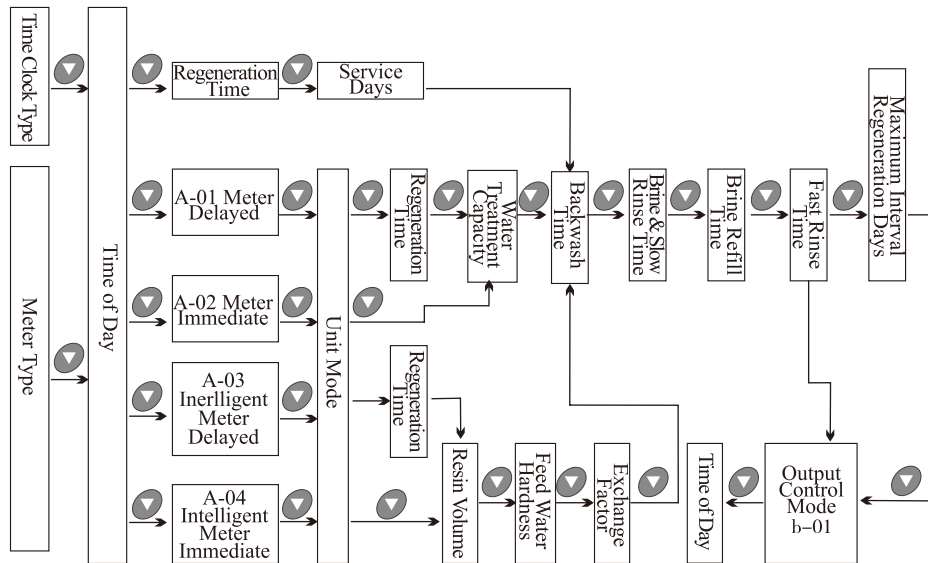 Time Clock Type
Meter Type
Time of Day
Regeneration
Time
Service
Days
A-01 Meter
Delayed
A-02 Meter
Immediate
A-03
Inerlligent
Meter
Delayed
A-04
Intelligent
Meter
Immediate
Unit Mode
Regeneration
Time
Water
Treatment
Capacity
Backwash
Time
Brine & Slow
Rinse Time
Brine Refill
Time
Fast Rinse
Time
Maximum Interval
Regeneration Days
Regeneration
Time
Resin Volume
Feed Water
Hardness
Exchange
Factor
Time of Day
Output
Control
Mode
b-01